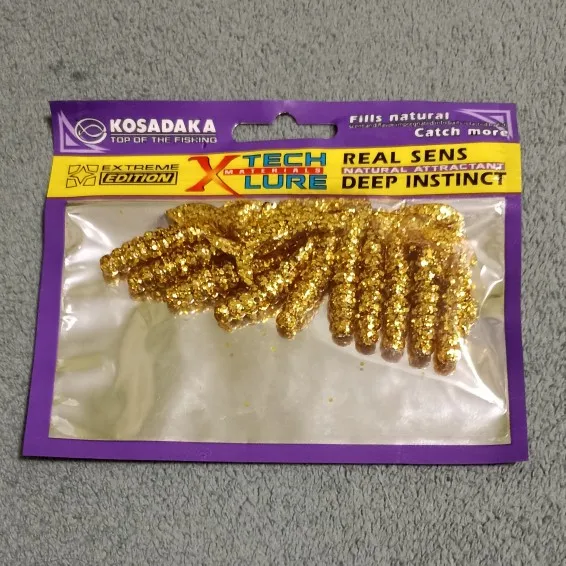 KOSADAKA
TOP OF THE FISHING
Fills natural
Catch more
EXTREME
EDITION
X TECH
MATERIALS
LURE
REAL SENS
NATURAL ATTRACTANT
DEEP INSTINCT